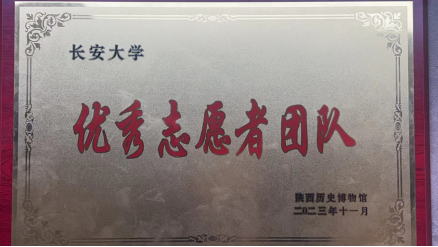 长安大学
优秀志愿者团队
陕西历史博物馆
二〇二三年十一月